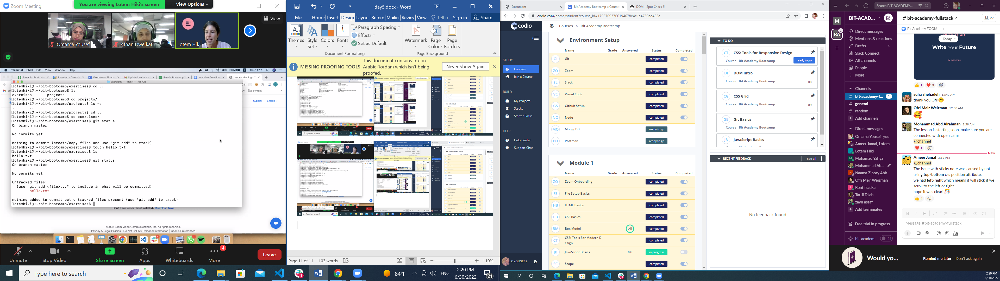 Zoom Meeting
You are viewing Lotem Hiki's screen
View Options
View
Omama Yousef
Afnan Dweikat
Lotem Hiki
Terminal Shell Edit View Window Help
100%
Thu 14:17
Rawabi cohort data
Elevation - Calenda
Overview « Bit Aca
Updated invitation
Rawabi Bootcamp
Interview Question
Launch Meeting - Z
exercises — -bash — 105×28
lotemhiki@:~/bit-bootcamp/exercises$ cd ..
lotemhiki@:~/bit-bootcamp$ ls
exercises projects
lotemhiki@:~/bit-bootcamp$ cd projects/
lotemhiki@:~/bit-bootcamp/projects$ ls -a
. ..
lotemhiki@:~/bit-bootcamp/projects$ cd ..
lotemhiki@:~/bit-bootcamp$ cd exercises/
lotemhiki@:~/bit-bootcamp/exercises$ git status
On branch master
No commits yet
nothing to commit (create/copy files and use "git add" to track)
lotemhiki@:~/bit-bootcamp/exercises$ touch hello.txt
lotemhiki@:~/bit-bootcamp/exercises$ ls
hello.txt
lotemhiki@:~/bit-bootcamp/exercises$ git status
On branch master
No commits yet
Untracked files:
(use "git add <file>..." to include in what will be committed)
hello.txt
nothing added to commit but untracked files present (use "git add" to track)
lotemhiki@:~/bit-bootcamp/exercises$
content
Support English
Don't have Zoom Client installed? Download Now
©2022 Zoom Video Communications, Inc. All rights reserved.
Privacy & Legal Policies | Do Not Sell My Personal Information | Cookie Preferences
Unmute
Stop Video
Share Screen
Apps
Whiteboards
More
4
Leave
Type here to search
day5.docx - Word
File Home Insert Design Layou Refere Mailin Review View Tell m Sign in Share
Themes
Style Set
Colors
Fonts
Paragraph Spacing
Effects
Set as Default
Watermark
Page Color
Page Borders
Document Formatting
Page Background
MISSING PROOFING TOOLS
This document contains text in
Arabic (Jordan) which isn't being
proofed.
Never Show Again
Page 11 of 11 103 words
110%
84°F
ENG
2:20 PM
6/30/2022
21
Document
Bit Academy Bootcamp « Course
DOM - Spot Check 5
codio.com/home/student?course_id=17957093766194678e4e1e4730ad452e
codio
Courses > Bit Academy Bootcamp
STUDY
Courses
Join a Course
BUILD
My Projects
Stacks
Starter Packs
HELP
Help Center
Support Chat
OYOUSEF2
Environment Setup
Name Grade Answered Status Completed
GI Git completed
ZO Zoom completed
SL Slack completed
VC Visual Code completed
GS Github Setup completed
NO Node completed
MO MongoDB ready to go
PO Postman ready to go
Module 1
Name Grade Answered Status Completed
ZO Zoom Onboarding completed
FS File Setup Basics completed
HB HTML Basics completed
CB CSS Basics completed
BM Box Model All completed
CT CSS: Tools For Modern D
esign completed
JB JavaScript Basics 0% in progress
SC Scope completed
TO DO
CT CSS: Tools for Responsive Design
Course Bit Academy Bootcamp
ready to go
DI DOM Intro
Course Bit Academy Bootcamp
0%
CG CSS Grid
Course Bit Academy Bootcamp
0%
GB Git Basics
Course Bit Academy Bootcamp
JB JavaScript Basics
RECENT FEEDBACK
see all
No feedback found
Search BIT-ACADEMY...
M
BA
1
BIT-ACAD...
Direct messages
Mentions & reactions
Drafts 1
Slack Connect
All channels
People
More
Channels
# bit-academy-f... 1
# general
# random
Add channels
Direct messages
Omama Yousef you
Ameer Jamal, Lotem...
Lotem Hiki
Mohamad Yahya
Mohammad Ab...
Naama Zipory Abir
Ofri Meir Weizman
Roni Tzadka
Tartil Talah
zayn assaf
Add teammates
Free trial in progress
bit-academ...
# bit-academy-fullstack
27
Bit Academy ZOOM
Today
Write Your Future
1 3
suha shehadeh 12:47 AM
thank you Ofri😊
Ofri Meir Weizman 12:58 AM
🥰
Mohammad Abd Alrahman 2:59 AM
The lesson is starting soon, make sure you are
connected with open cams
@channel
1
New
Ameer Jamal 3:35 AM
@channel
The issue with sticky note was caused by not
using top/bottom css position attribute.
we had left/right which means it will stick if we
scroll to the left or right.
hope it was clear! 🎊
4
Message #bit-academy-fullstack
Would yo...
Remind me later Don't ask again
2:20 PM
6/30/2022